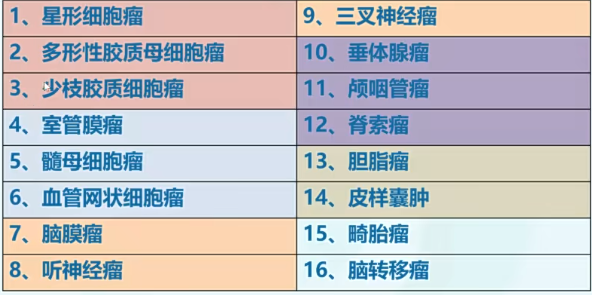 1、星形细胞瘤
2、多形性胶质母细胞瘤
3、少枝胶质细胞瘤
4、室管膜瘤
5、髓母细胞瘤
6、血管网状细胞瘤
7、脑膜瘤
8、听神经瘤
9、三叉神经瘤
10、垂体腺瘤
11、颅咽管瘤
12、脊索瘤
13、胆脂瘤
14、皮样囊肿
15、畸胎瘤
16、脑转移瘤